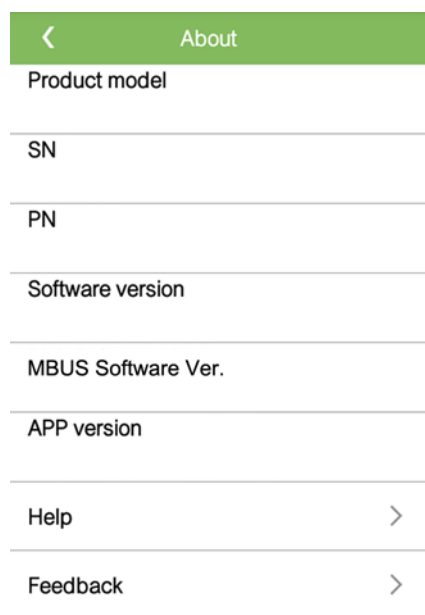 About
Product model
SN
PN
Software version
MBUS Software Ver.
APP version
Help
Feedback